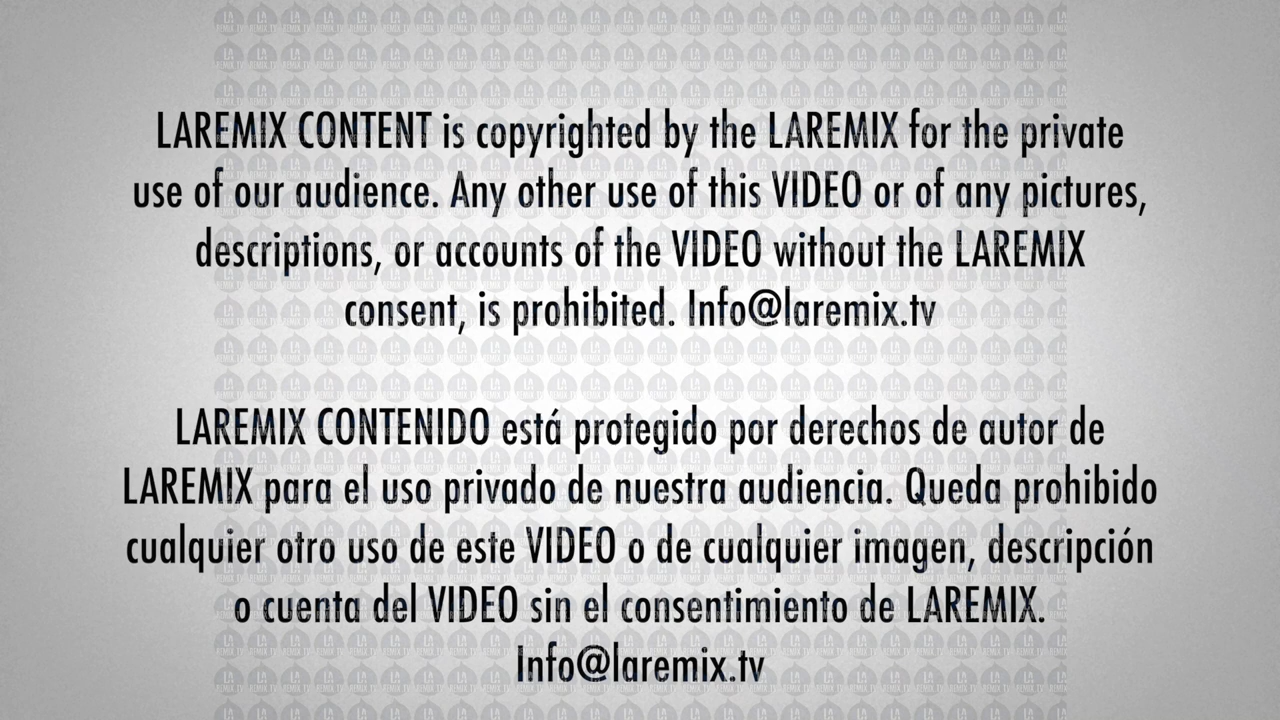 LAREMIX CONTENT is copyrighted by the LAREMIX for the private
use of our audience. Any other use of this VIDEO or of any pictures,
descriptions, or accounts of the VIDEO without the LAREMIX
consent, is prohibited. Info@laremix.tv
LAREMIX CONTENIDO está protegido por derechos de autor de
LAREMIX para el uso privado de nuestra audiencia. Queda prohibido
cualquier otro uso de este VIDEO o de cualquier imagen, descripción
o cuenta del VIDEO sin el consentimiento de LAREMIX.
Info@laremix.tv